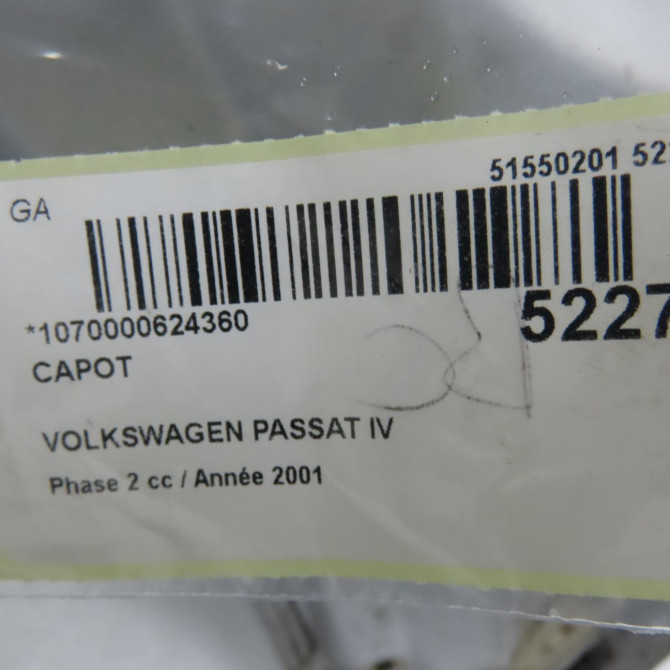 51550201 52
GA
*1070000624360
5227
CAPOT
VOLKSWAGEN PASSAT IV
Phase 2 cc / Année 2001